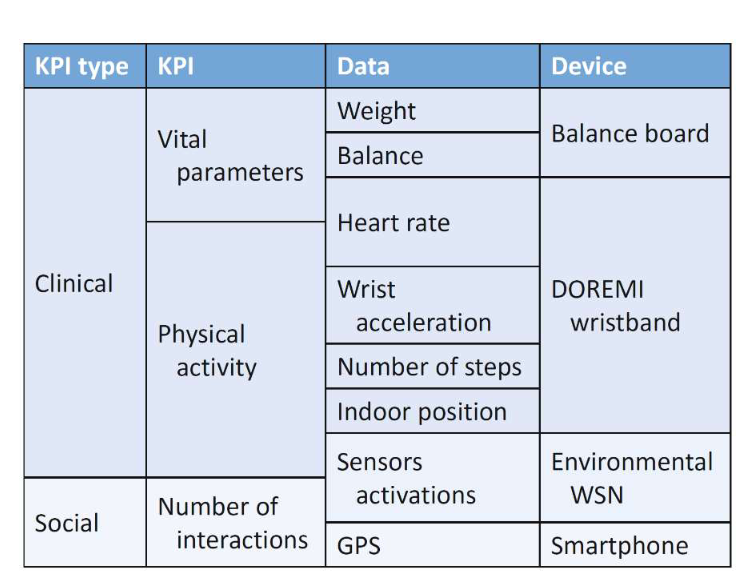 KPI type KPI Data Device
Weight
Vital
parameters
Balance board
Balance
Heart rate
Clinical
Wrist
acceleration
DOREMI
wristband
Physical
activity
Number of steps
Indoor position
Sensors
activations
Environmental
WSN
Social
Number of
interactions
GPS
Smartphone